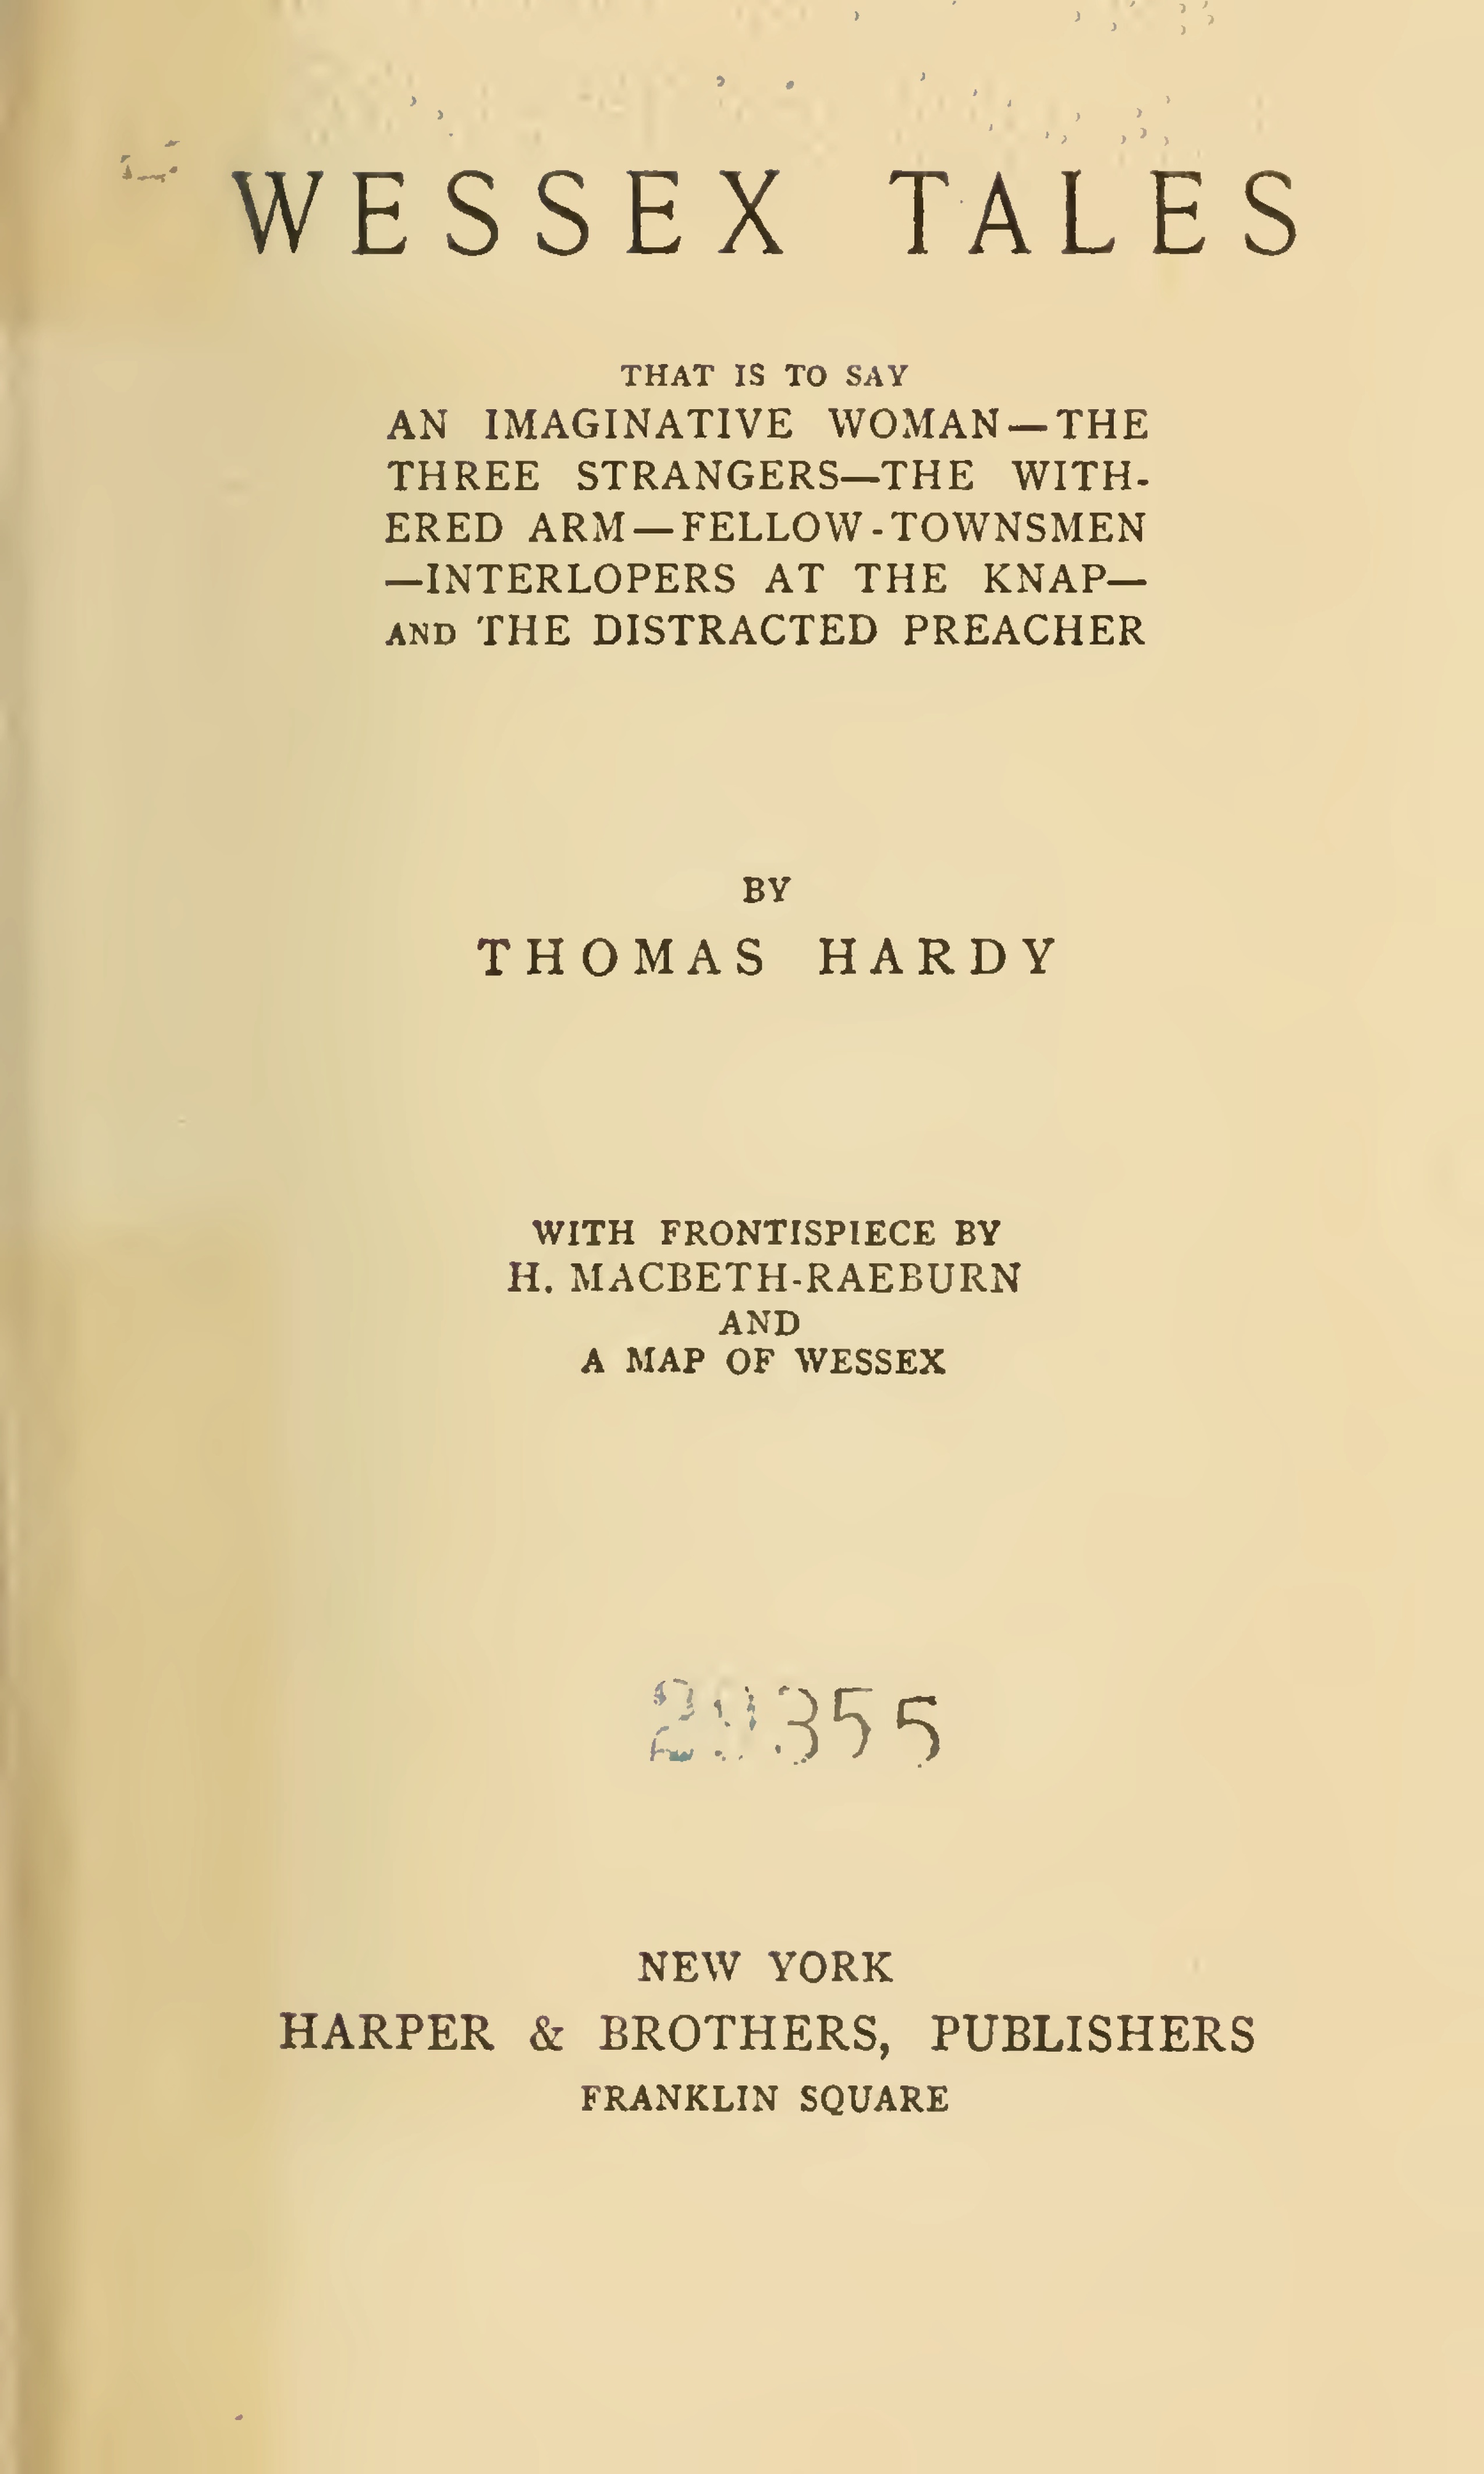 WESSEX TALES
THAT IS TO SAY
AN IMAGINATIVE WOMAN—THE
THREE STRANGERS—THE WITH-
ERED ARM—FELLOW-TOWNSMEN
—INTERLOPERS AT THE KNAP—
AND THE DISTRACTED PREACHER
BY
THOMAS HARDY
WITH FRONTISPIECE BY
H. MACBETH-RAEBURN
AND
A MAP OF WESSEX
29355
NEW YORK
HARPER & BROTHERS, PUBLISHERS
FRANKLIN SQUARE